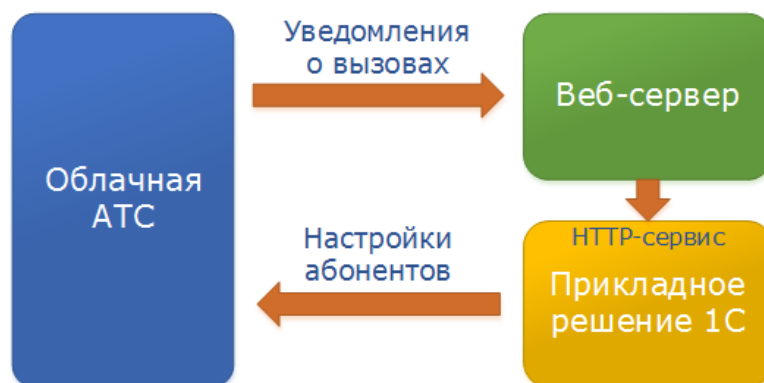 Уведомления
о вызовах
Веб-сервер
Облачная
АТС
Настройки
абонентов
HTTP-сервис
Прикладное
решение 1С